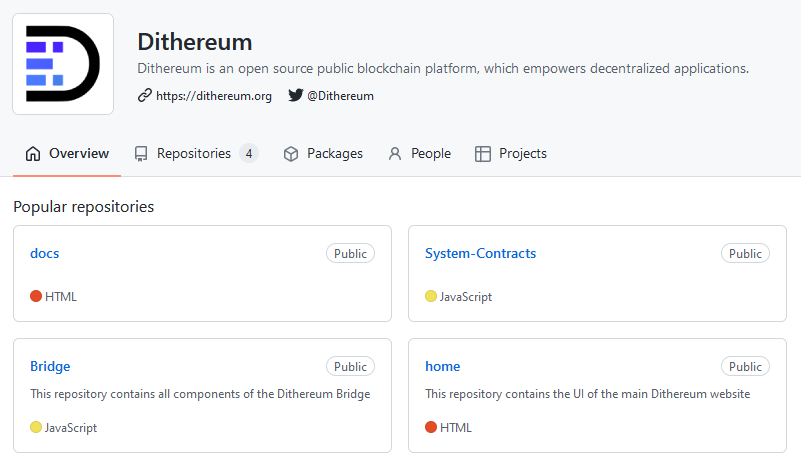 Dithereum
Dithereum is an open source public blockchain platform, which empowers decentralized applications.
https://dithereum.org @Dithereum
Overview Repositories 4 Packages People Projects
Popular repositories
docs Public
HTML
System-Contracts Public
JavaScript
Bridge Public
This repository contains all components of the Dithereum Bridge
JavaScript
home Public
This repository contains the UI of the main Dithereum website
HTML